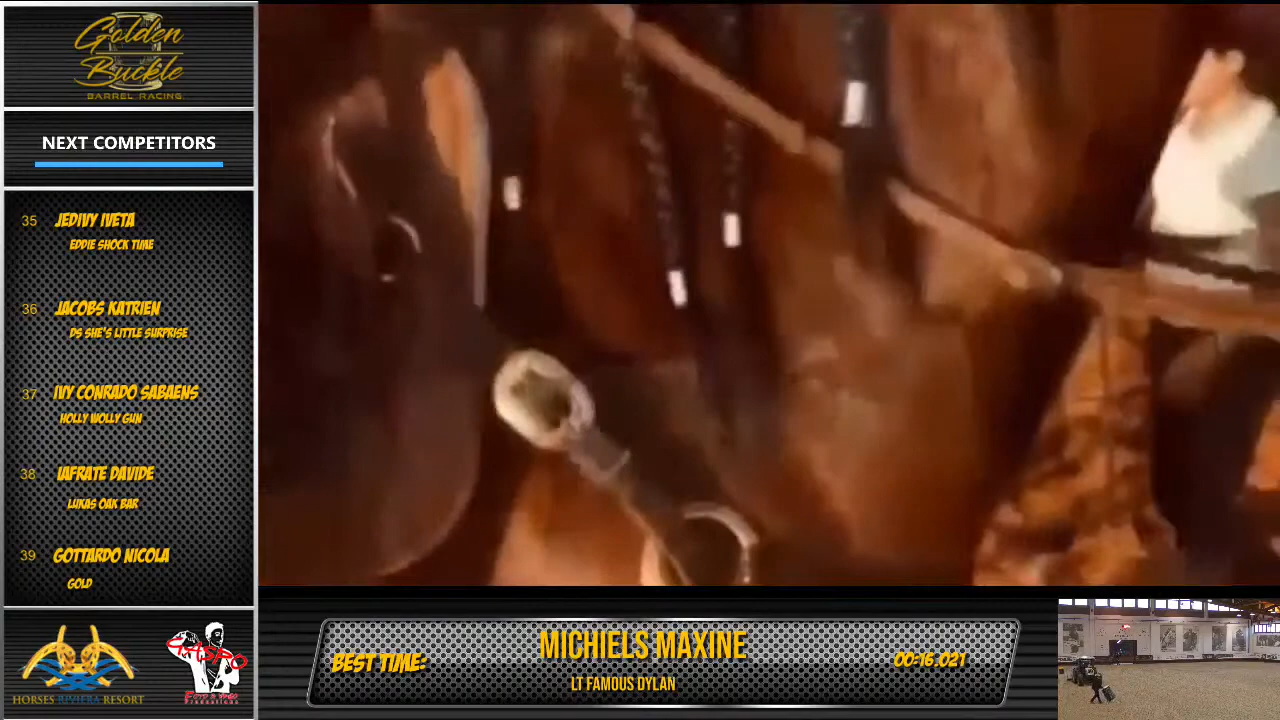 Golden
Buckle
BARREL RACING
NEXT COMPETITORS
35 JEDIVY IVETA
EDDIE SHOCK TIME
36 JACOBS KATRIEN
DS SHE'S LITTLE SURPRISE
37 IVY CONRADO SABAENS
HOLLY WOLLY GUN
38 IAFRATE DAVIDE
LUKAS OAK BAR
39 GOTTARDO NICOLA
GOLD
HORSES RIVIERA RESORT
GASPO
BEST TIME:
MICHIELS MAXINE
00:16.021
LT FAMOUS DYLAN